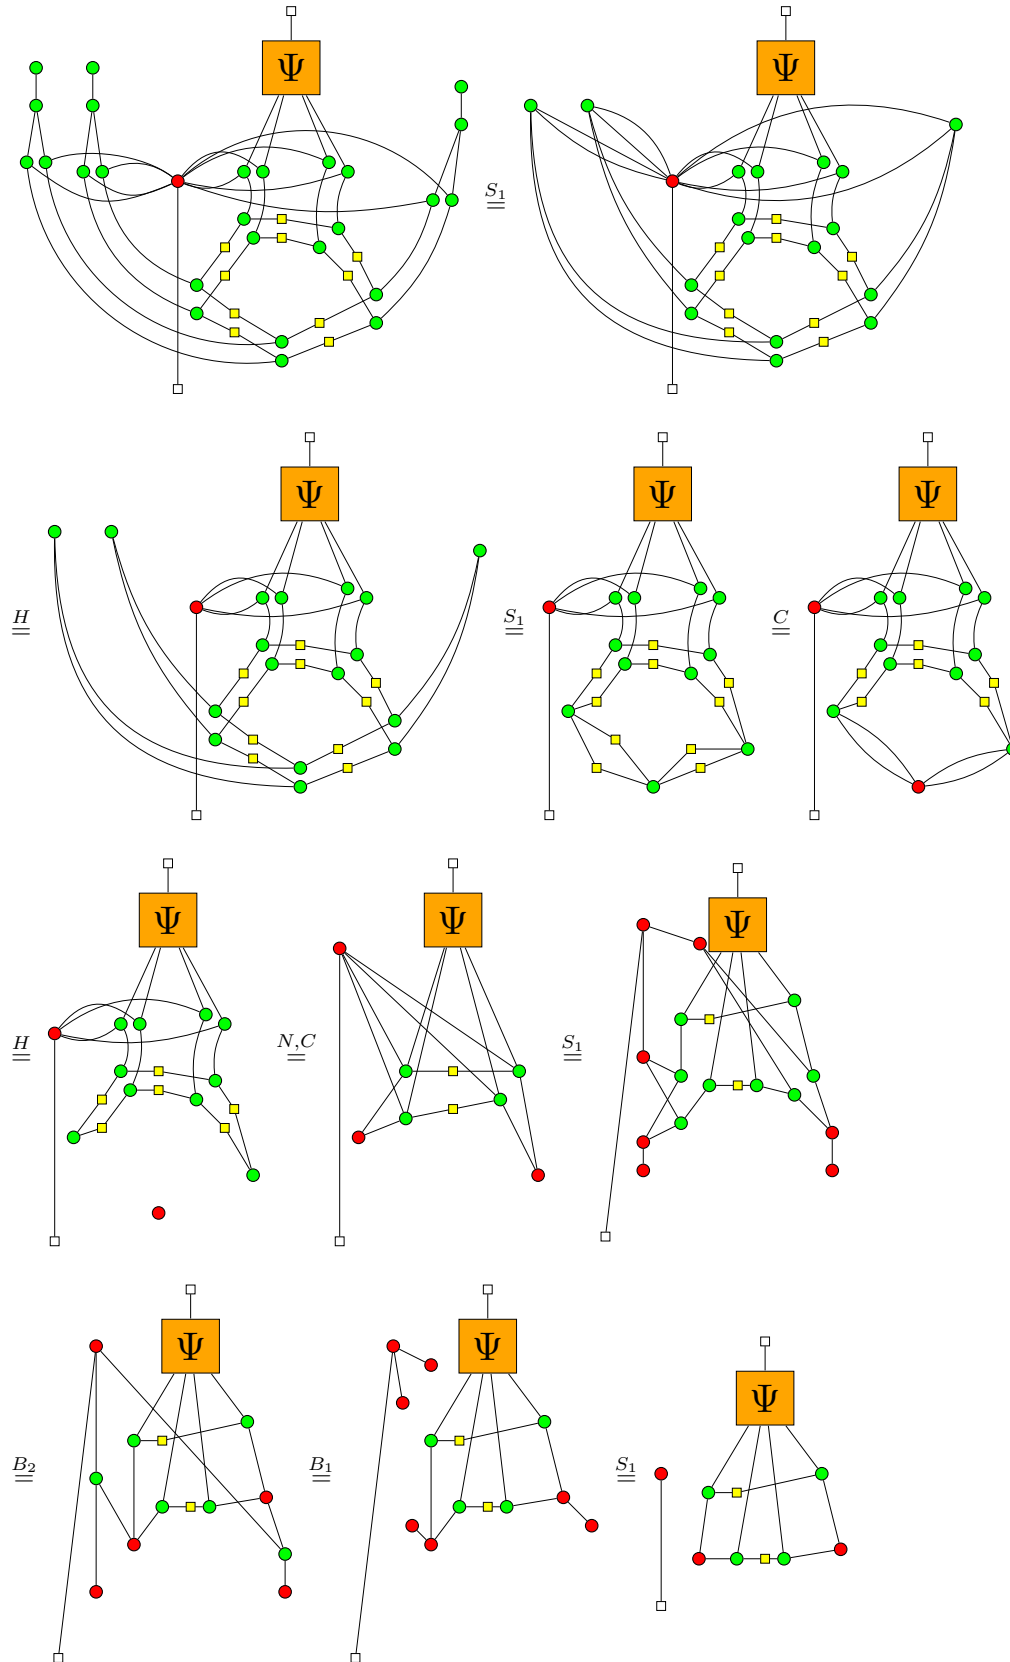 Ψ Ψ
S1
=
Ψ Ψ Ψ
H S1 C
= = =
Ψ Ψ Ψ
H N,C S1
= = =
Ψ Ψ Ψ
B2 B1 S1
= = =